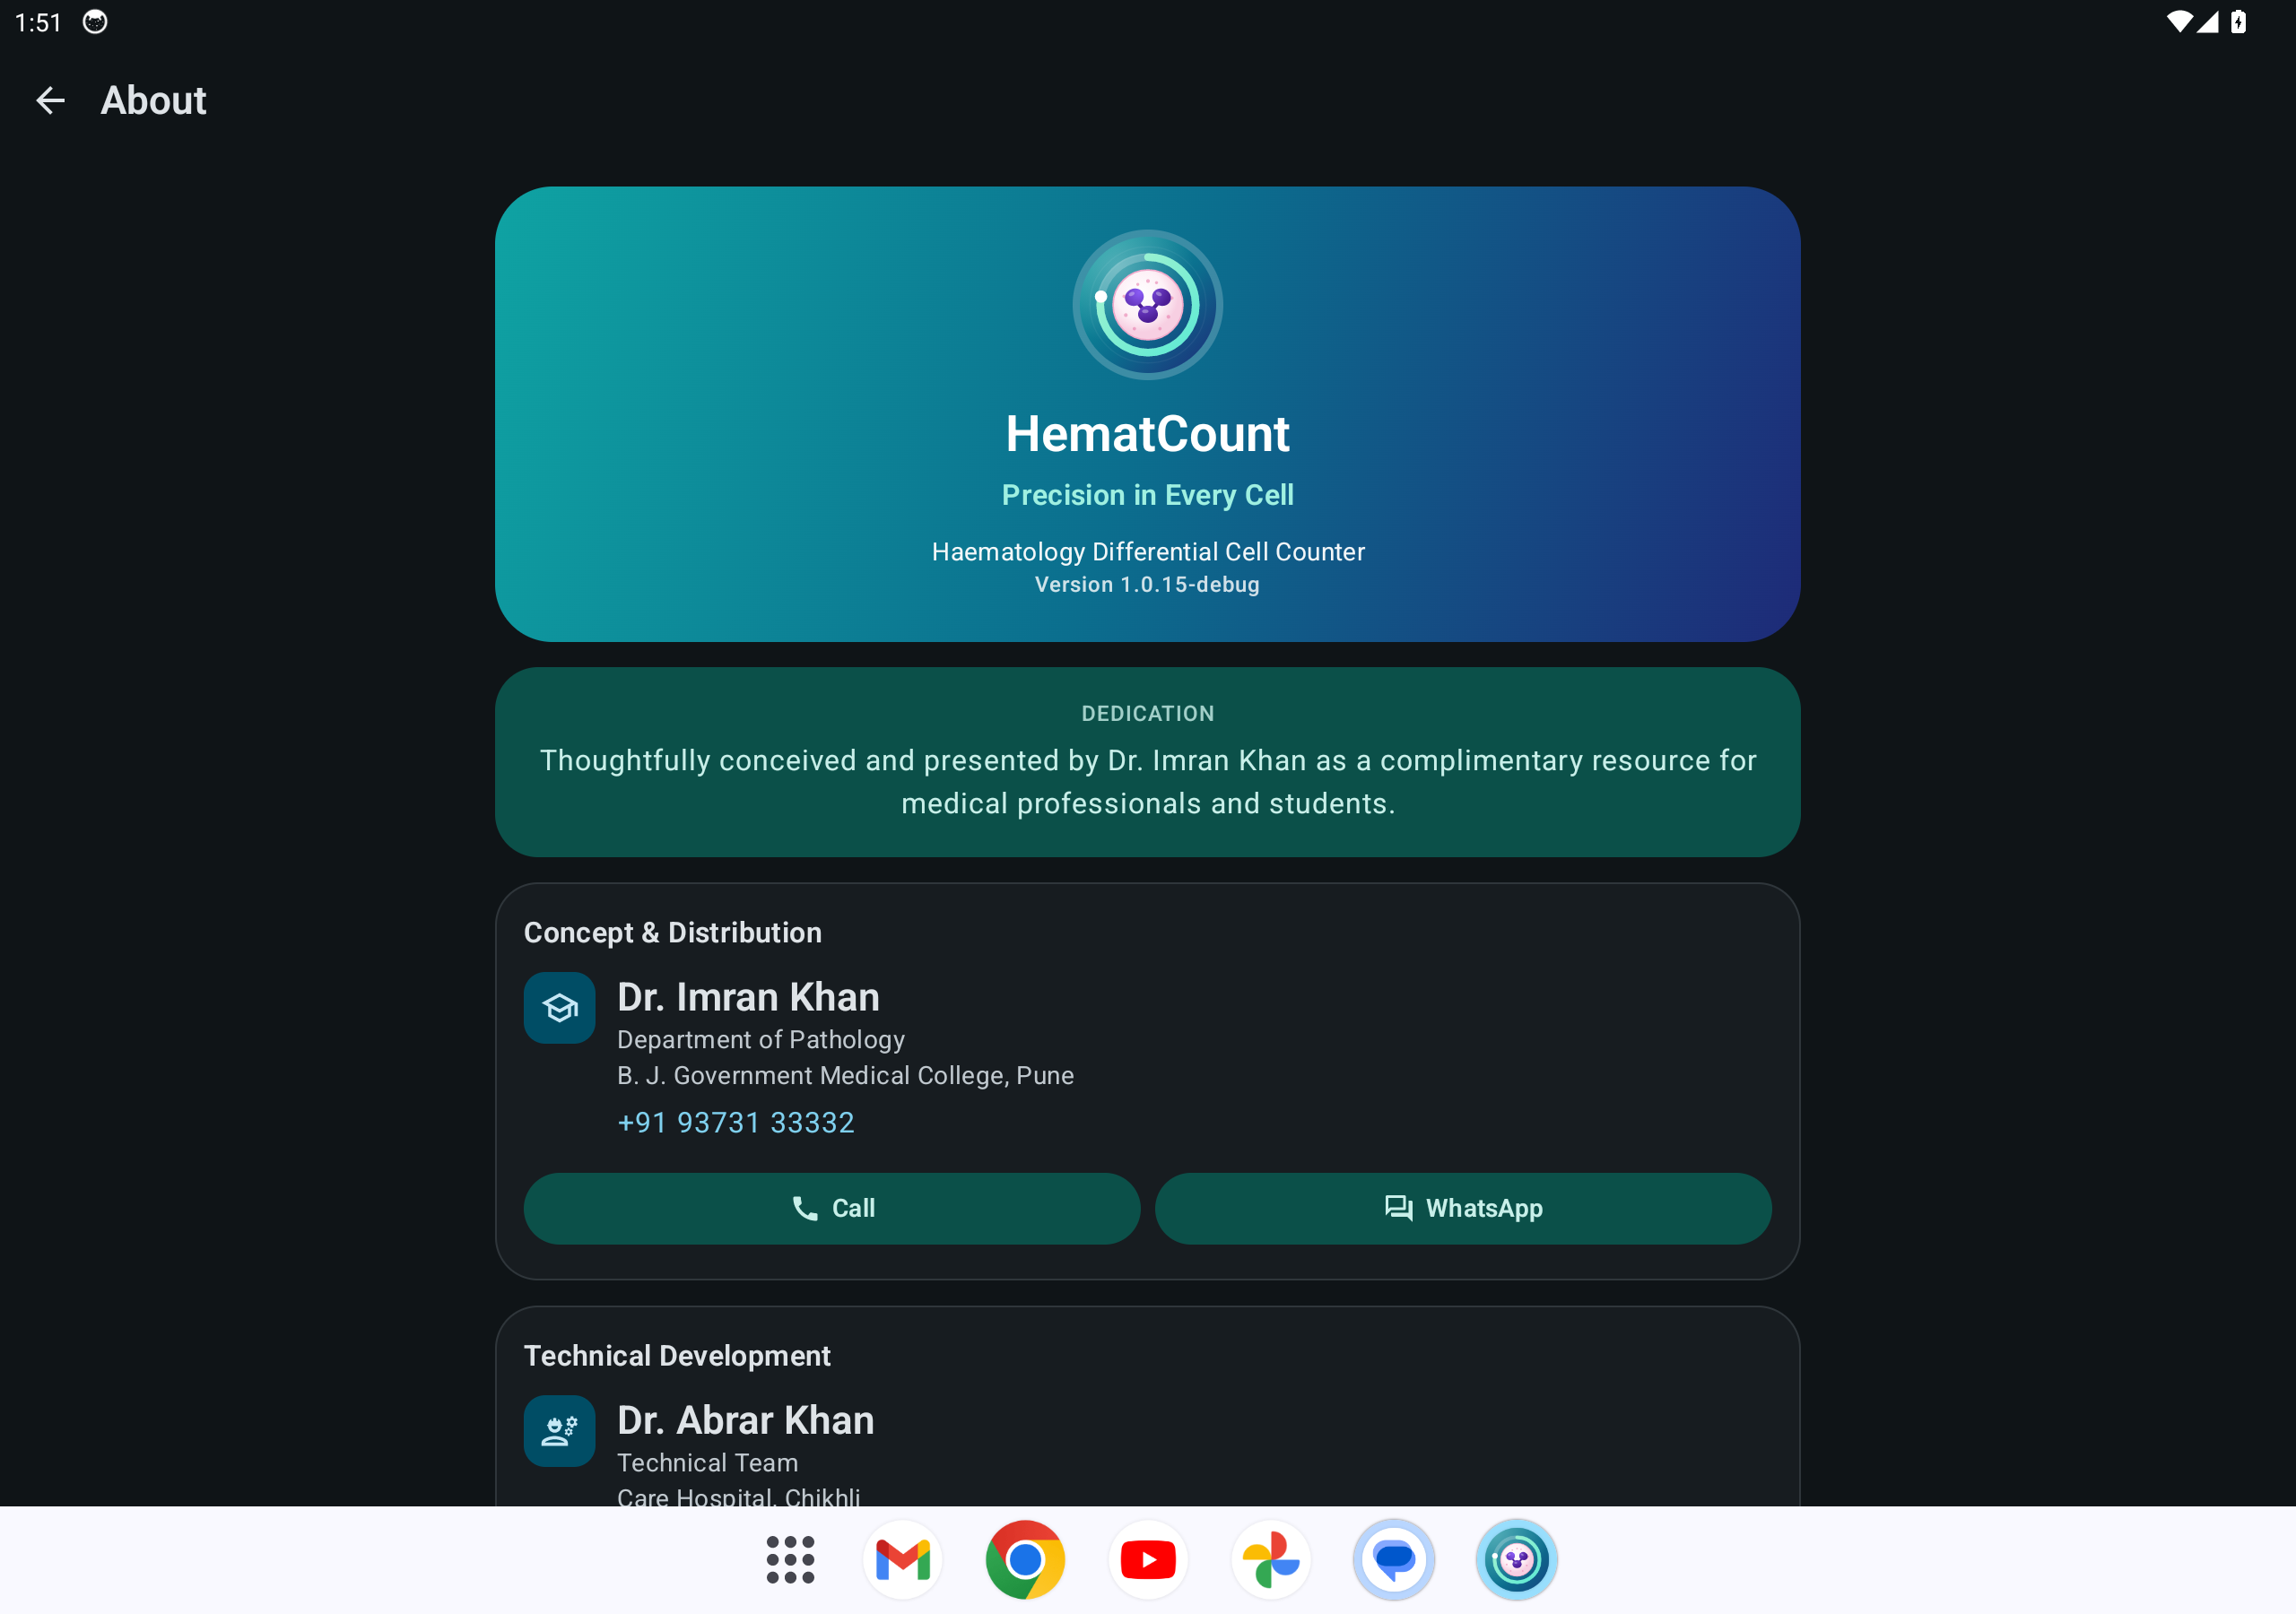 1:51
About
HematCount
Precision in Every Cell
Haematology Differential Cell Counter
Version 1.0.15-debug
DEDICATION
Thoughtfully conceived and presented by Dr. Imran Khan as a complimentary resource for
medical professionals and students.
Concept & Distribution
Dr. Imran Khan
Department of Pathology
B. J. Government Medical College, Pune
+91 93731 33332
Call
WhatsApp
Technical Development
Dr. Abrar Khan
Technical Team
Care Hospital, Chikhli